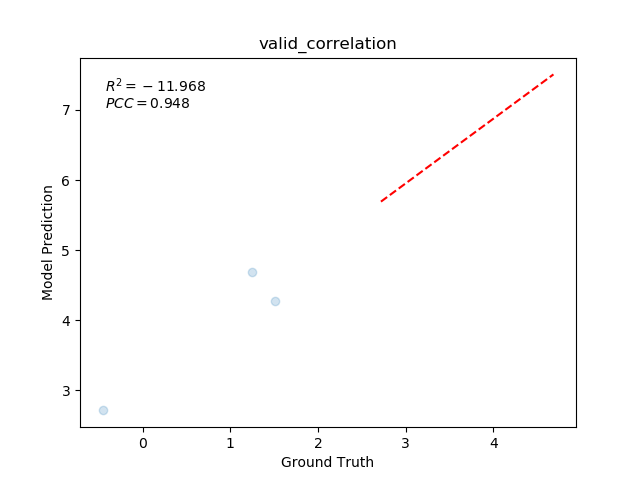 valid_correlation
R² = −11.968
PCC = 0.948
Model Prediction
7
6
5
4
3
0 1 2 3 4
Ground Truth